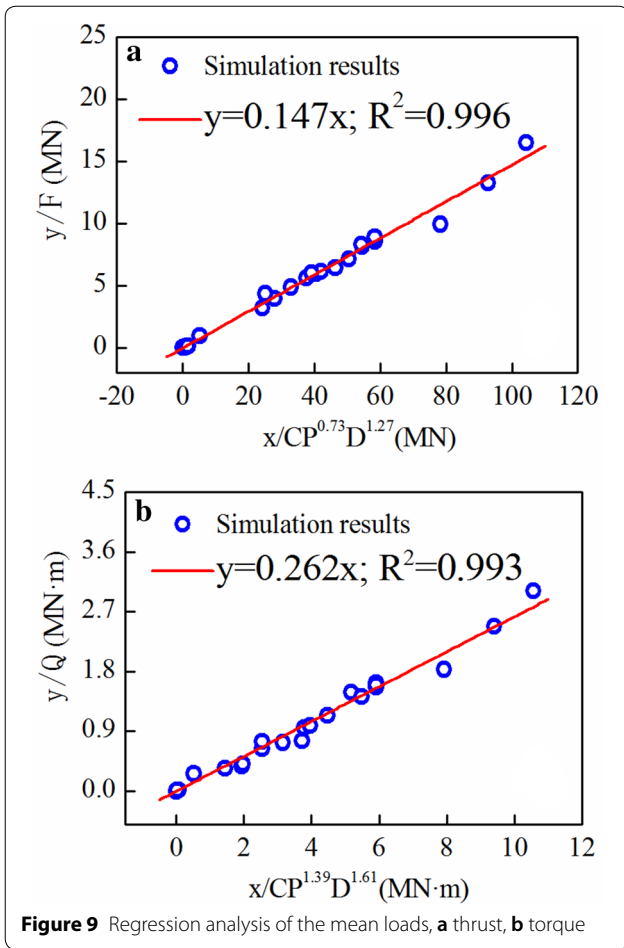 a
Simulation results
y=0.147x; R²=0.996
25
20
15
10
5
0
y/F (MN)
-20 0 20 40 60 80 100 120
x/CP^0.73 D^1.27 (MN)
b
Simulation results
y=0.262x; R²=0.993
4.5
3.6
2.7
1.8
0.9
0.0
y/Q (MN·m)
0 2 4 6 8 10 12
x/CP^1.39 D^1.61 (MN·m)
Figure 9 Regression analysis of the mean loads, a thrust, b torque